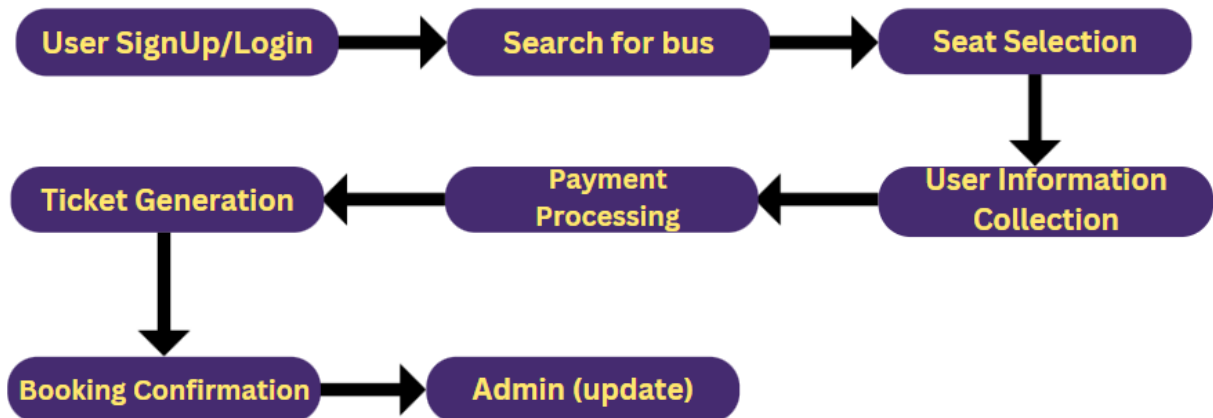 User SignUp/Login
Search for bus
Seat Selection
User Information
Collection
Payment
Processing
Ticket Generation
Booking Confirmation
Admin (update)